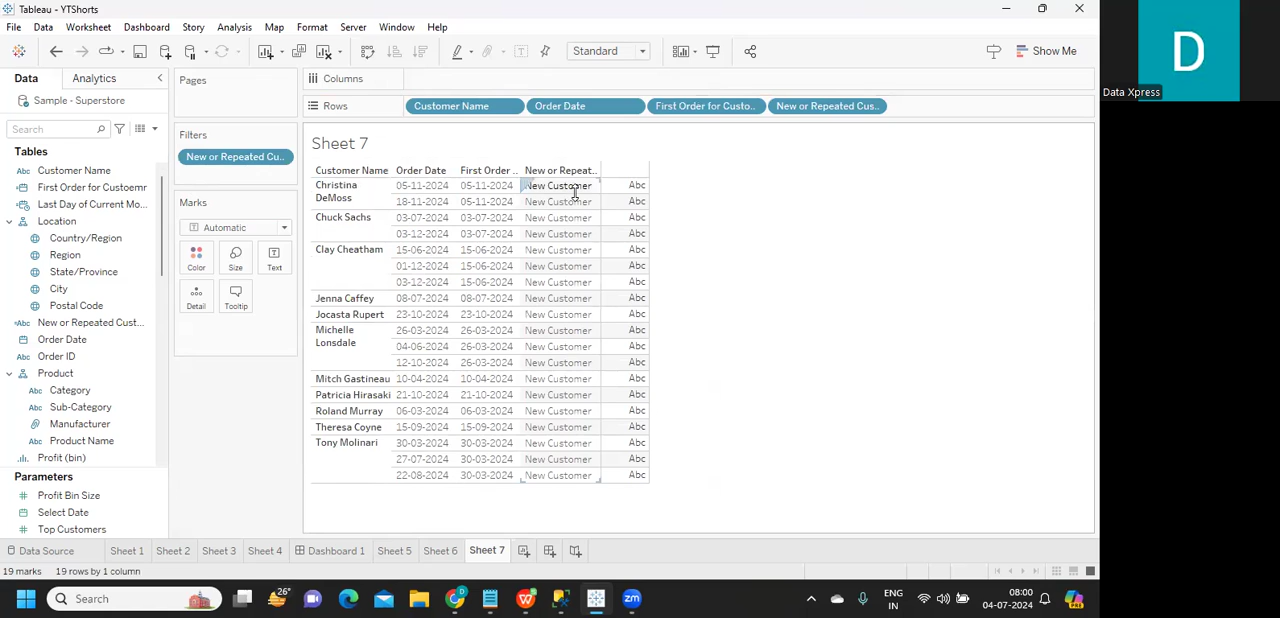 Tableau - YTShorts
File Data Worksheet Dashboard Story Analysis Map Format Server Window Help
Standard Show Me
Data Analytics
Sample - Superstore
Search
Tables
Customer Name
First Order for Customr
Last Day of Current Mo...
Location
Country/Region
Region
State/Province
City
Postal Code
New or Repeated Cust...
Order Date
Order ID
Product
Category
Sub-Category
Manufacturer
Product Name
Profit (bin)
Parameters
Profit Bin Size
Select Date
Top Customers
Pages
Filters
New or Repeated Cu..
Marks
Automatic
Color Size Text
Detail Tooltip
Columns
Rows Customer Name Order Date First Order for Custo.. New or Repeated Cus..
Sheet 7
Customer Name Order Date First Order .. New or Repeat..
Christina DeMoss 05-11-2024 05-11-2024 New Customer Abc
18-11-2024 05-11-2024 New Customer Abc
Chuck Sachs 03-07-2024 03-07-2024 New Customer Abc
03-12-2024 03-07-2024 New Customer Abc
Clay Cheatham 15-06-2024 15-06-2024 New Customer Abc
01-12-2024 15-06-2024 New Customer Abc
03-12-2024 15-06-2024 New Customer Abc
Jenna Caffey 08-07-2024 08-07-2024 New Customer Abc
Jocasta Rupert 23-10-2024 23-10-2024 New Customer Abc
Michelle Lonsdale 26-03-2024 26-03-2024 New Customer Abc
04-06-2024 26-03-2024 New Customer Abc
12-10-2024 26-03-2024 New Customer Abc
Mitch Gastineau 10-04-2024 10-04-2024 New Customer Abc
Patricia Hirasaki 21-10-2024 21-10-2024 New Customer Abc
Roland Murray 06-03-2024 06-03-2024 New Customer Abc
Theresa Coyne 15-09-2024 15-09-2024 New Customer Abc
Tony Molinari 30-03-2024 30-03-2024 New Customer Abc
27-07-2024 30-03-2024 New Customer Abc
22-08-2024 30-03-2024 New Customer Abc
Data Source Sheet 1 Sheet 2 Sheet 3 Sheet 4 Dashboard 1 Sheet 5 Sheet 6 Sheet 7
19 marks 19 rows by 1 column
Search 26° ENG IN 08:00 04-07-2024
D
Data Xpress